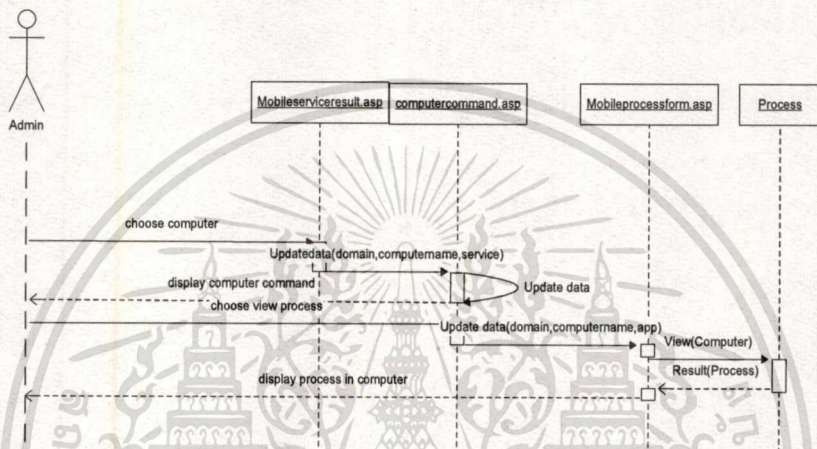 Mobileserviceresult.asp
computercommand.asp
Mobileprocessform.asp
Process
Admin
choose computer
Updatedata(domain,computername,service)
display computer command
Update data
choose view process
Update data(domain,computername,app)
View(Computer)
Result(Process)
display process in computer